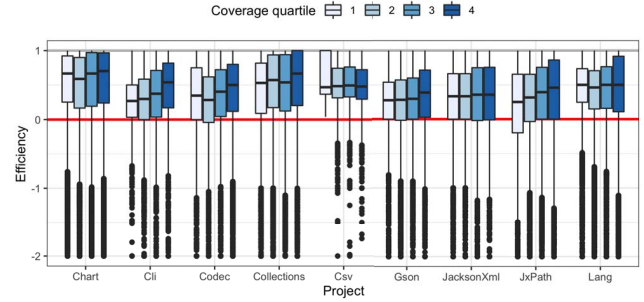 Coverage quartile 1 2 3 4
Efficiency
1
0
-1
-2
Chart Cli Codec Collections Csv Gson JacksonXml JxPath Lang
Project